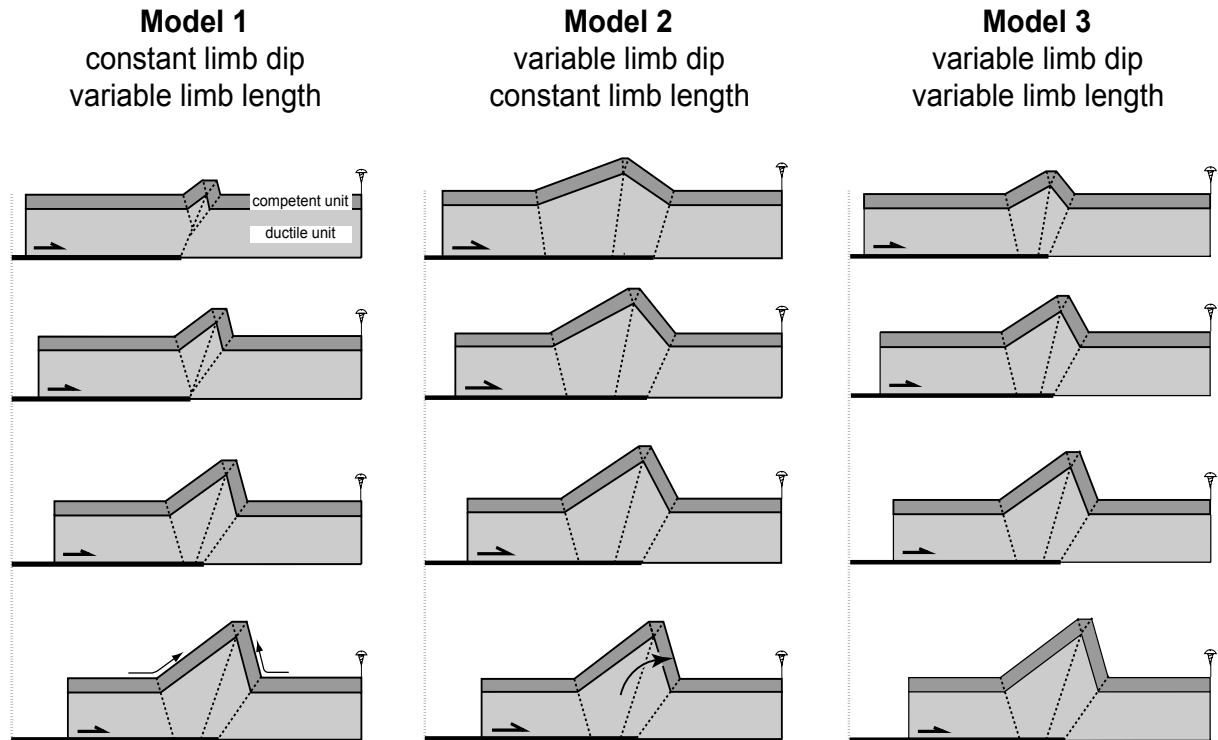 Model 1
constant limb dip
variable limb length
Model 2
variable limb dip
constant limb length
Model 3
variable limb dip
variable limb length
competent unit
ductile unit